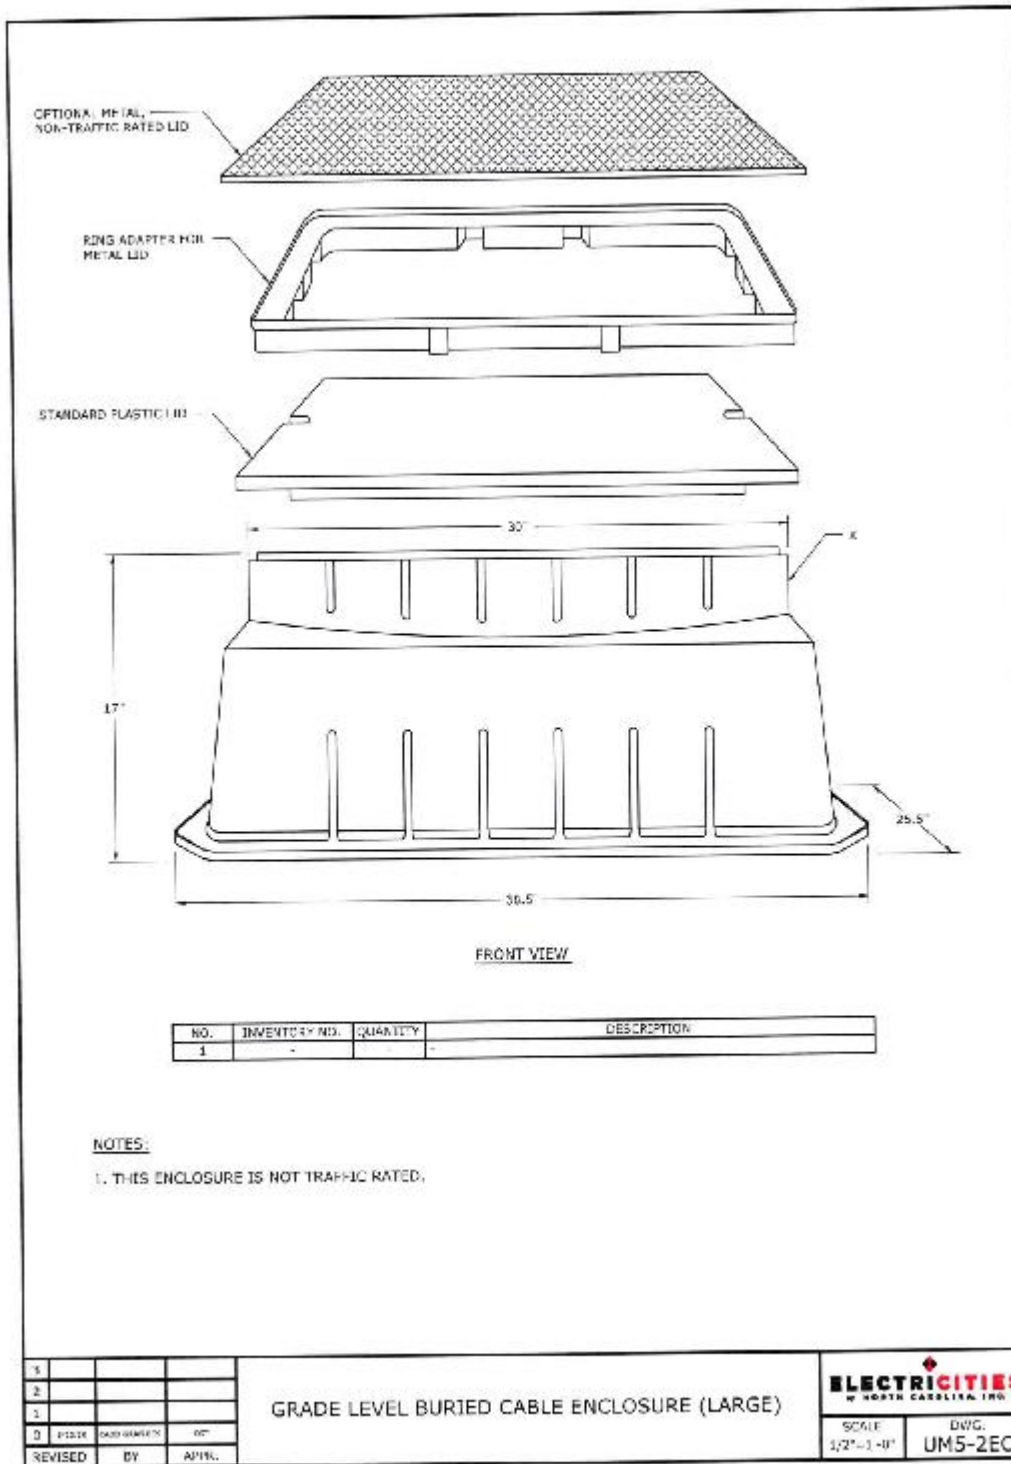 OPTIONAL METAL,
NON-TRAFFIC RATED LID
RING ADAPTER FOR
METAL LID
STANDARD PLASTIC LID
30"
X
17"
25.5"
38.5"
FRONT VIEW
NO. INVENTORY NO. QUANTITY DESCRIPTION
1 - - -
NOTES:
1. THIS ENCLOSURE IS NOT TRAFFIC RATED.
3
2
1
0
REVISED BY APPR.
GRADE LEVEL BURIED CABLE ENCLOSURE (LARGE)
ELECTRICITIES
of NORTH CAROLINA, INC
SCALE
1/2"=1'-0"
DWG.
UM5-2EC